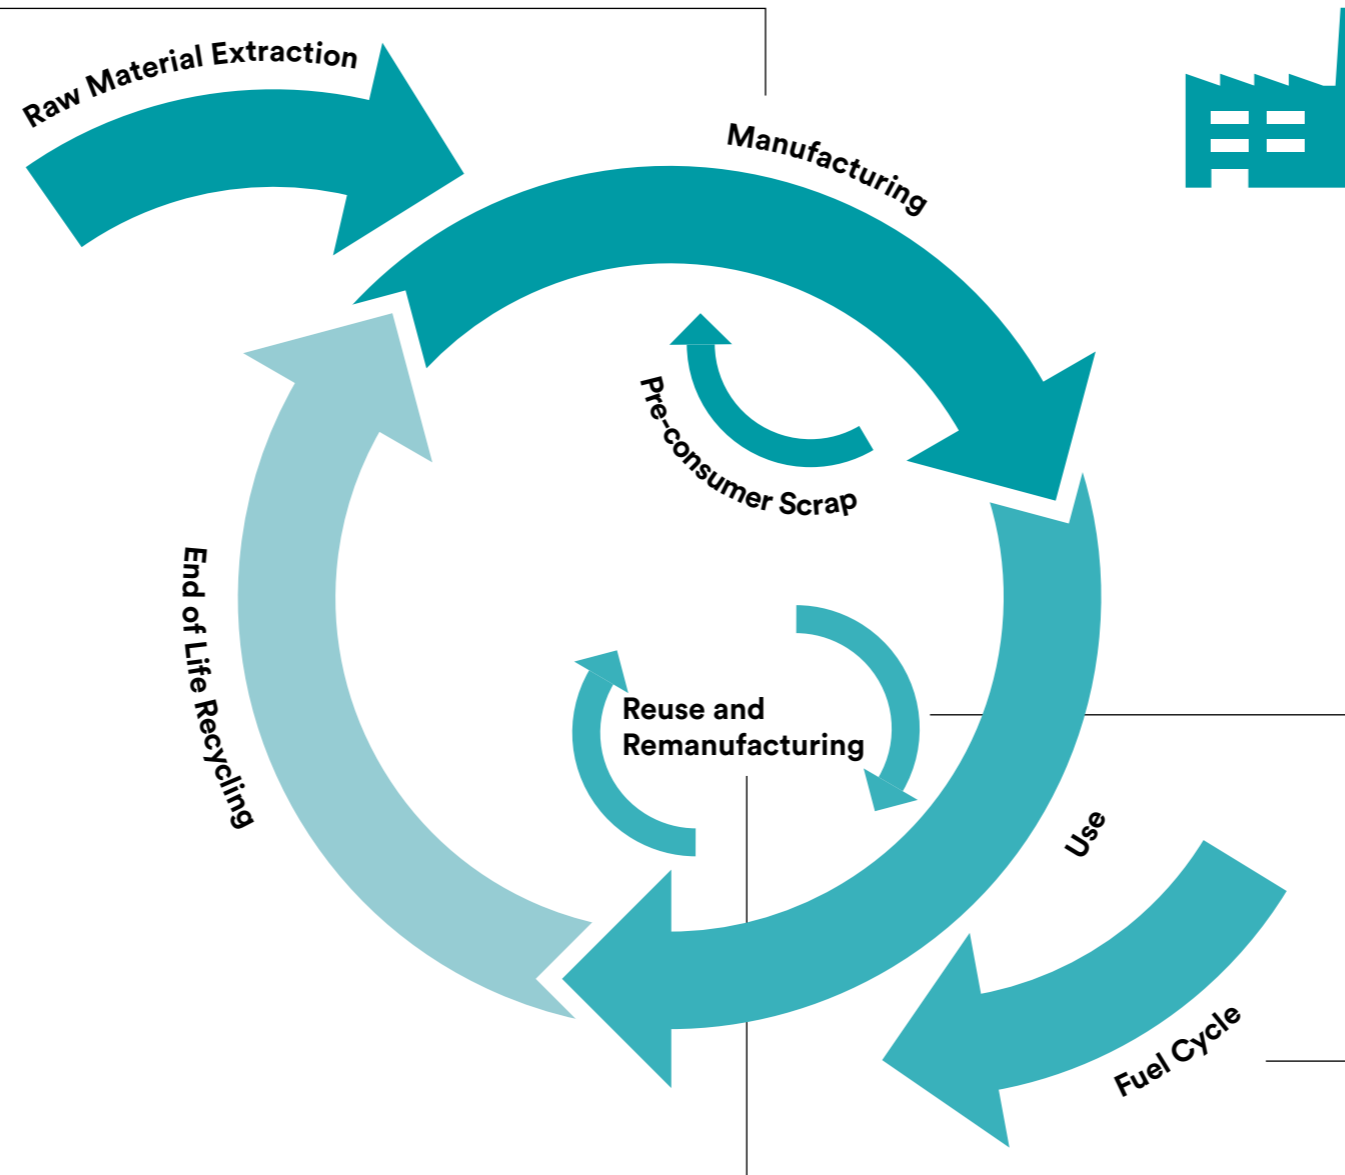 Raw Material Extraction
Manufacturing
Pre-consumer Scrap
End of Life Recycling
Reuse and
Remanufacturing
Use
Fuel Cycle